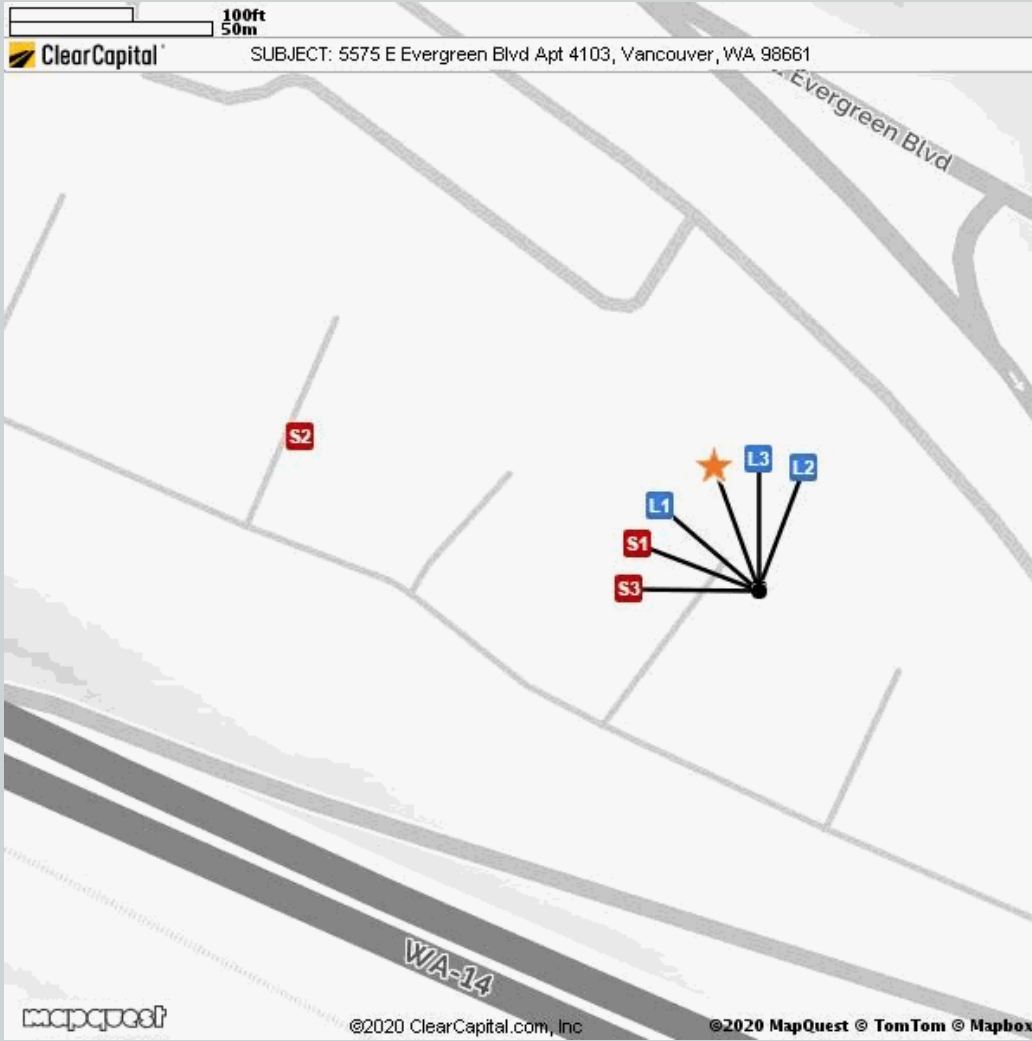 100ft
50m
ClearCapital
SUBJECT: 5575 E Evergreen Blvd Apt 4103, Vancouver, WA 98661
Evergreen Blvd
S2
L3
L2
L1
S1
S3
WA-14
mapquest
©2020 ClearCapital.com, Inc
©2020 MapQuest © TomTom © Mapbox